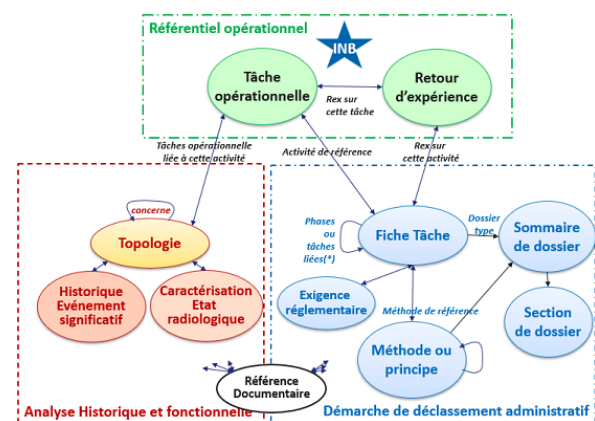 Référentiel opérationnel
INB
Tâche
opérationnelle
Retour
d'expérience
Rex sur
cette tâche
Tâches opérationnelle
liée à cette activité
Activité de référence
Rex sur
cette activité
concerne
Topologie
Historique
Evénement
significatif
Caractérisation
Etat
radiologique
Phases
ou
tâches
liées(*)
Fiche Tâche
Dossier
type
Sommaire
de dossier
Exigence
réglementaire
Méthode de référence
Section
de dossier
Méthode ou
principe
Référence
Documentaire
Analyse Historique et fonctionnelle
Démarche de déclassement administratif